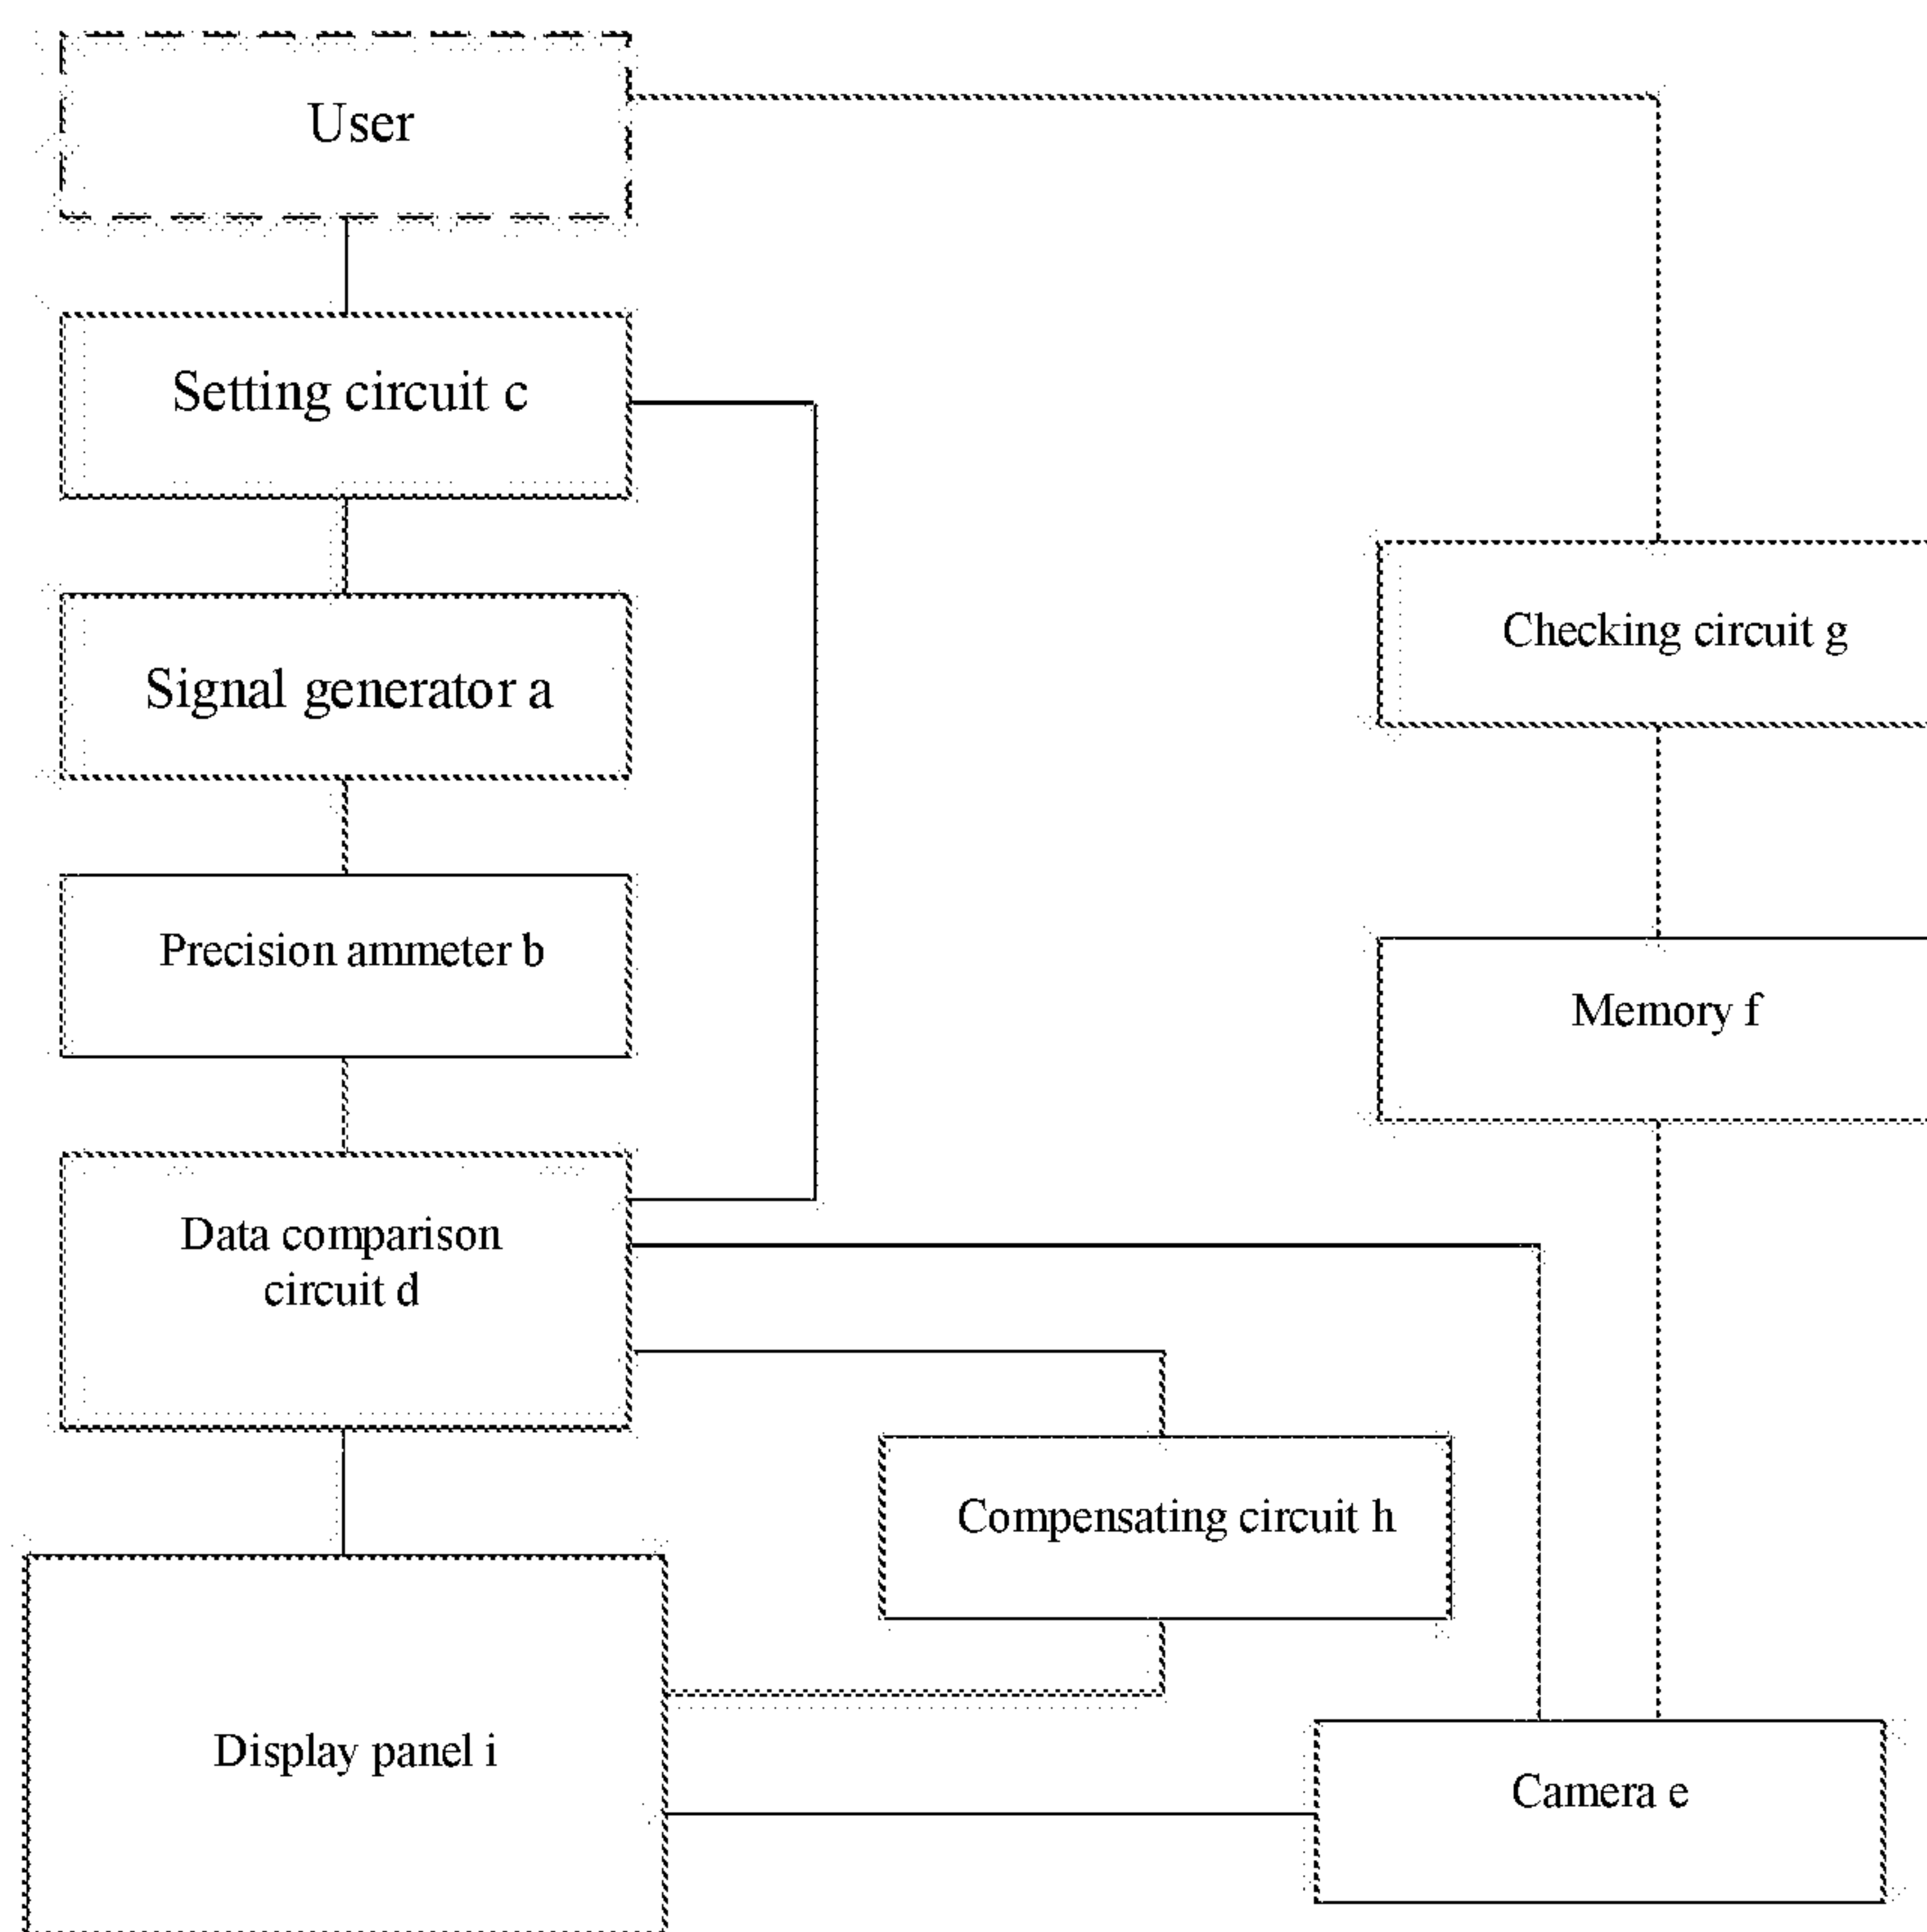 User
Setting circuit c
Signal generator a
Checking circuit g
Precision ammeter b
Memory f
Data comparison
circuit d
Compensating circuit h
Display panel i
Camera e